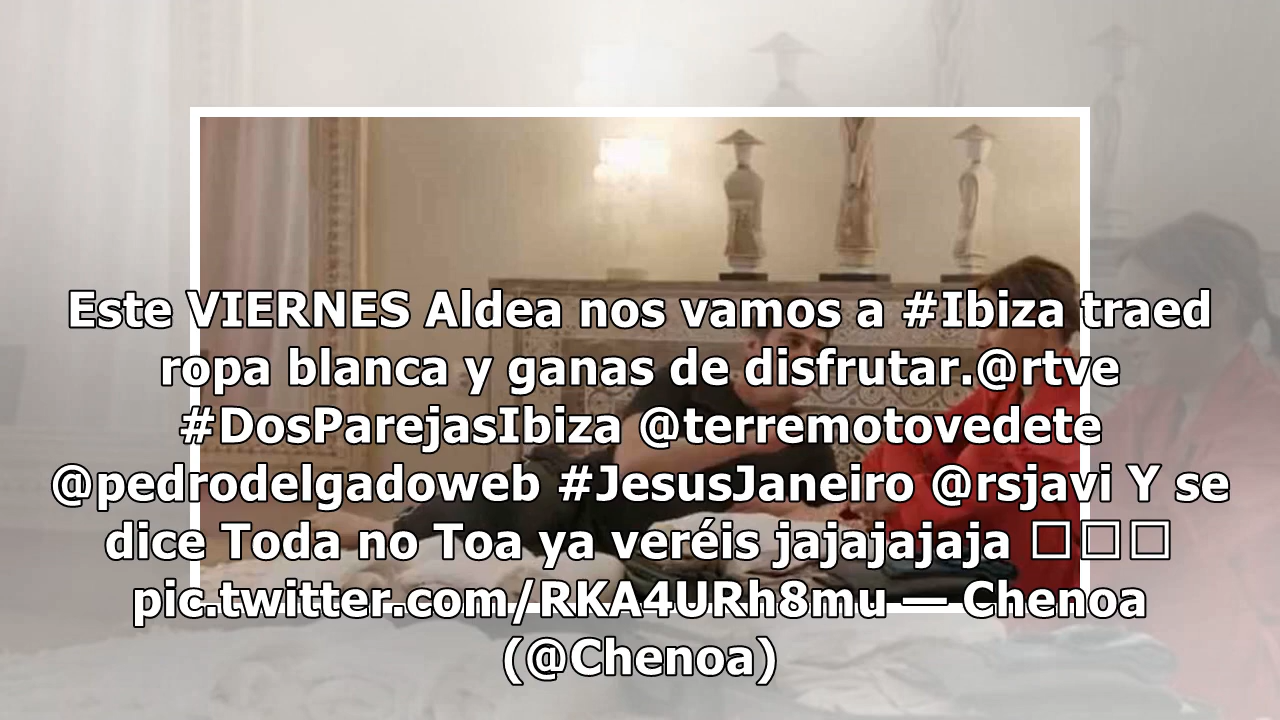 Este VIERNES Aldea nos vamos a #Ibiza traed
ropa blanca y ganas de disfrutar.@rtve
#DosParejasIbiza @terremotovedete
@pedrodelgadoweb #JesusJaneiro @rsjavi Y se
dice Toda no Toa ya veréis jajajajaja □□□
pic.twitter.com/RKA4URh8mu — Chenoa
(@Chenoa)